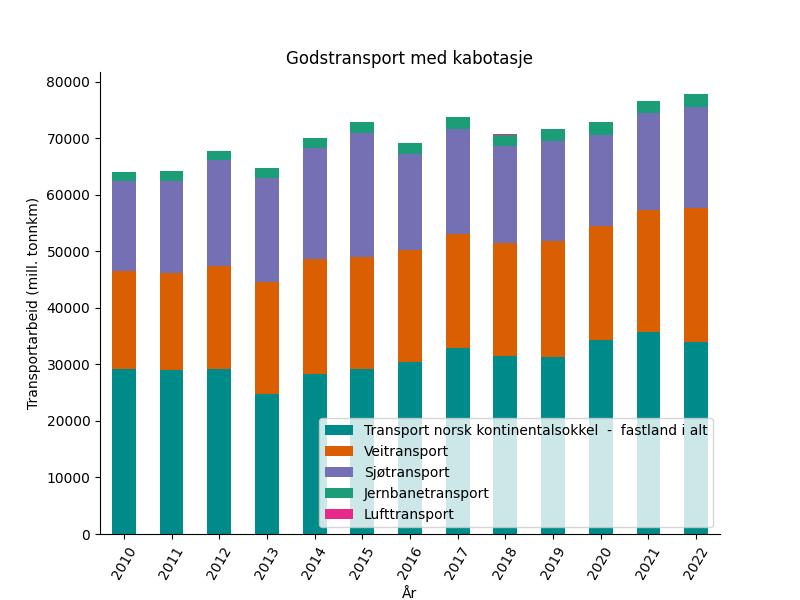 Godstransport med kabotasje
Transportarbeid (mill. tonnkm)
80000
70000
60000
50000
40000
30000
20000
10000
0
Transport norsk kontinentalsokkel  -  fastland i alt
Veitransport
Sjøtransport
Jernbanetransport
Lufttransport
2010
2011
2012
2013
2014
2015
2016
2017
2018
2019
2020
2021
2022
År